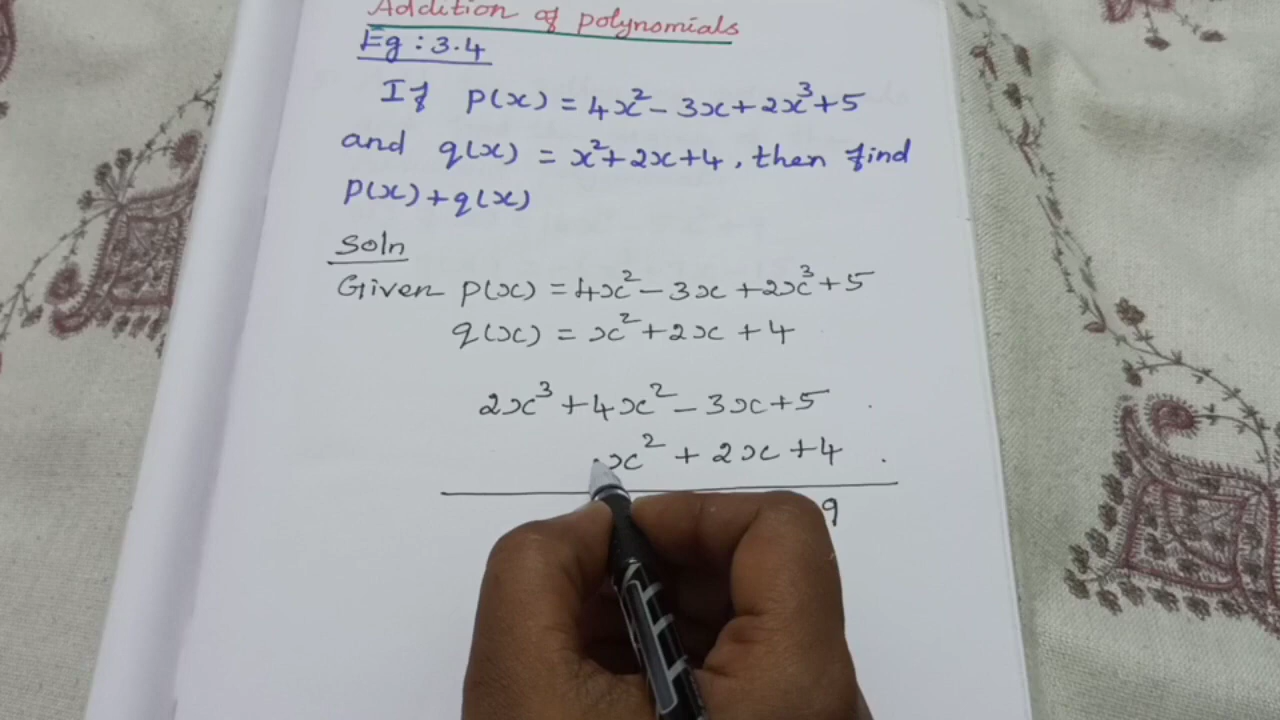 Addition of polynomials
Eg : 3.4
If p(x) = 4x² - 3x + 2x³ + 5
and q(x) = x² + 2x + 4, then find
p(x) + q(x)
Soln
Given p(x) = 4x² - 3x + 2x³ + 5
q(x) = x² + 2x + 4
2x³ + 4x² - 3x + 5
x² + 2x + 4
9